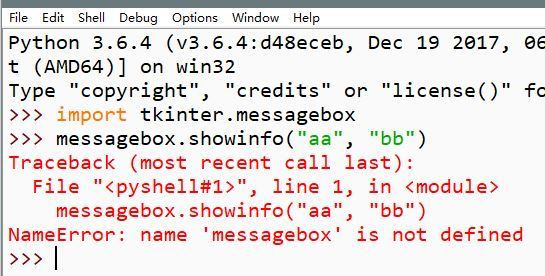 File Edit Shell Debug Options Window Help
Python 3.6.4 (v3.6.4:d48eceb, Dec 19 2017, 06
t (AMD64)] on win32
Type "copyright", "credits" or "license()" fo
>>> import tkinter.messagebox
>>> messagebox.showinfo("aa", "bb")
Traceback (most recent call last):
  File "<pyshell#1>", line 1, in <module>
    messagebox.showinfo("aa", "bb")
NameError: name 'messagebox' is not defined
>>>